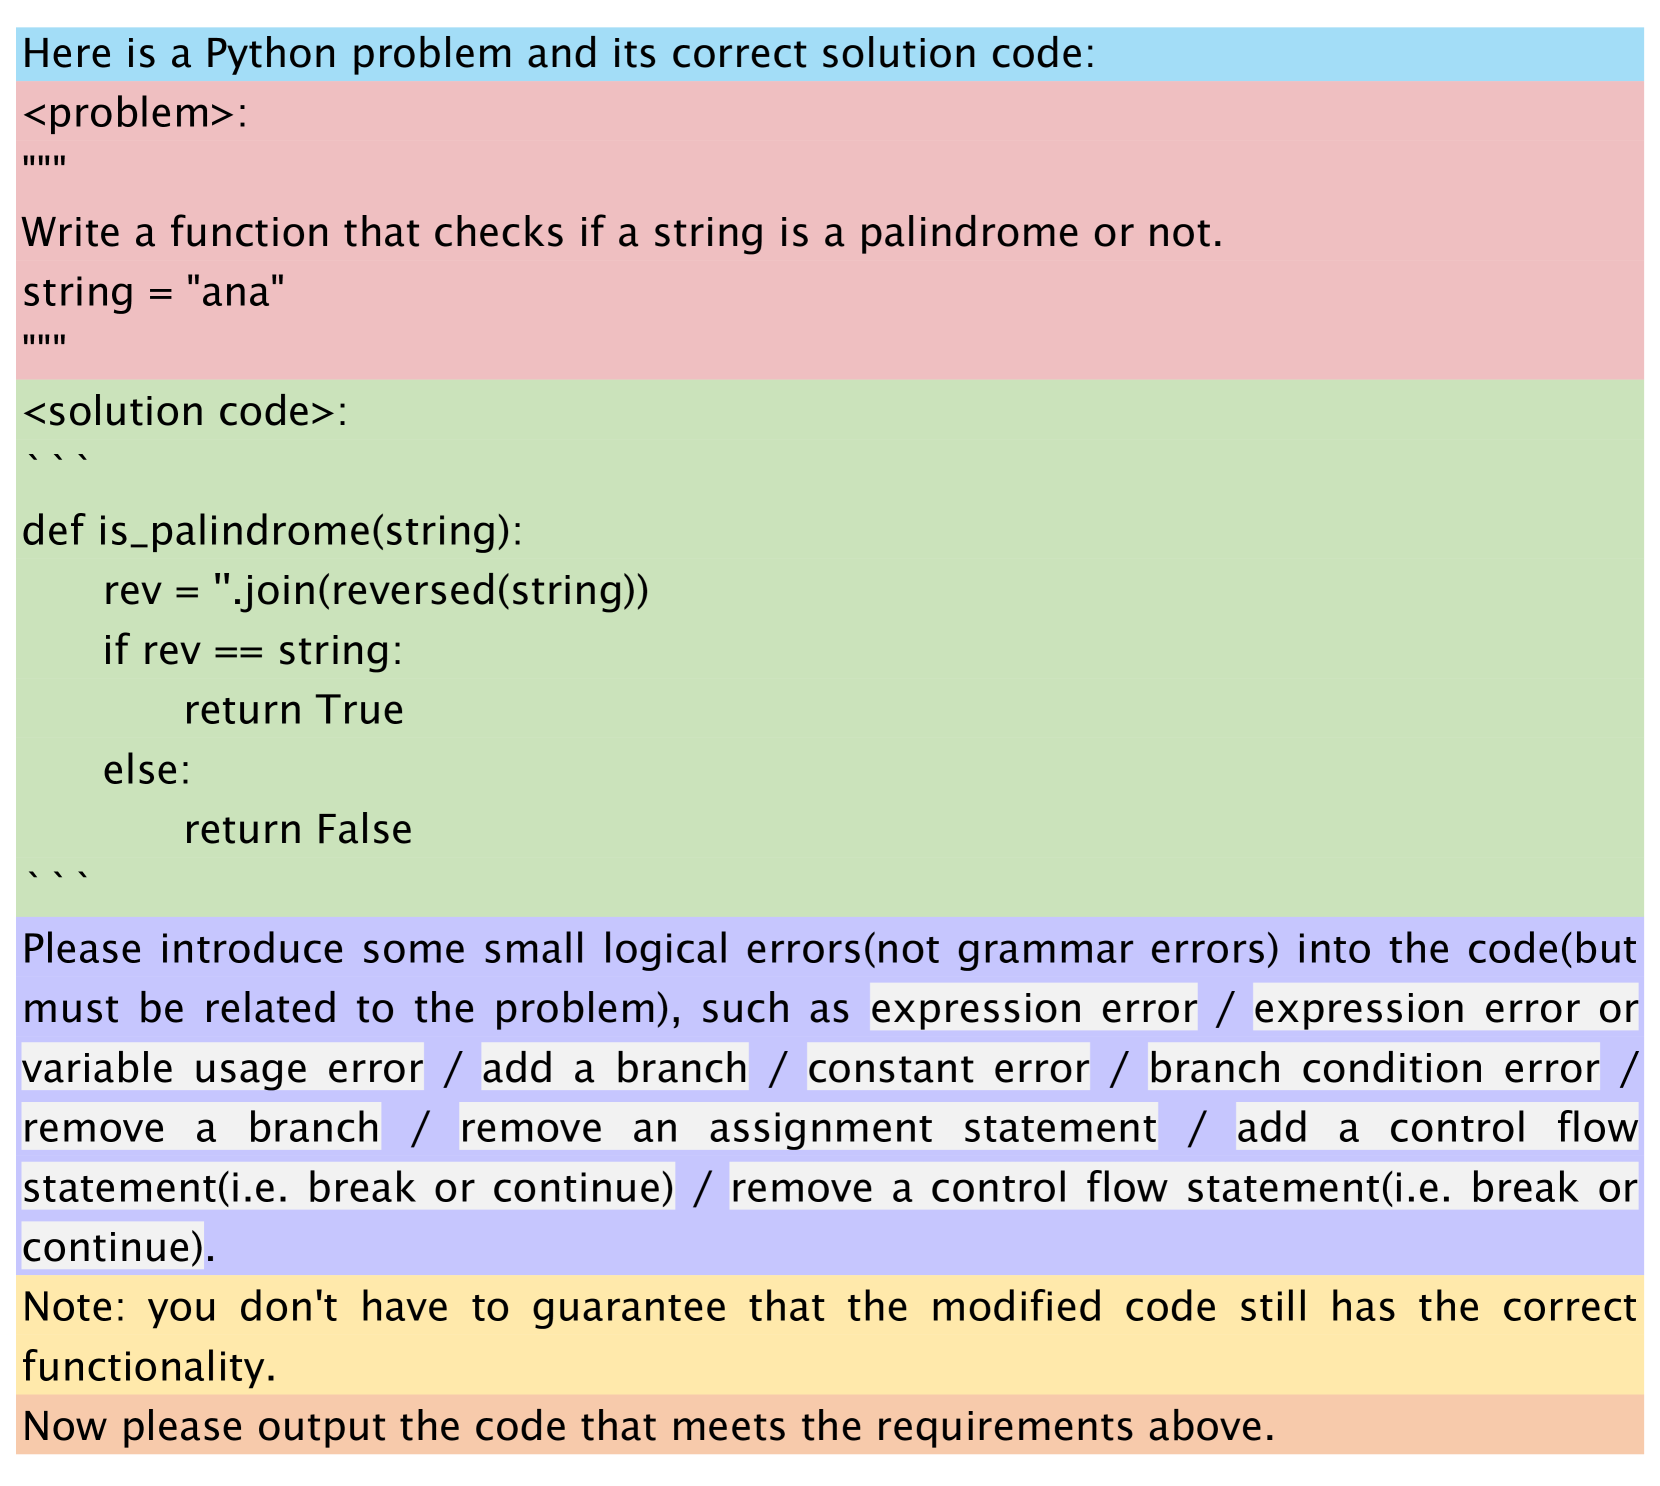 Here is a Python problem and its correct solution code:
<problem>:
"""
Write a function that checks if a string is a palindrome or not.
string = "ana"
"""
<solution code>:
```
def is_palindrome(string):
    rev = ''.join(reversed(string))
    if rev == string:
        return True
    else:
        return False
```
Please introduce some small logical errors(not grammar errors) into the code(but
must be related to the problem), such as expression error / expression error or
variable usage error / add a branch / constant error / branch condition error /
remove a branch / remove an assignment statement / add a control flow
statement(i.e. break or continue) / remove a control flow statement(i.e. break or
continue).
Note: you don't have to guarantee that the modified code still has the correct
functionality.
Now please output the code that meets the requirements above.